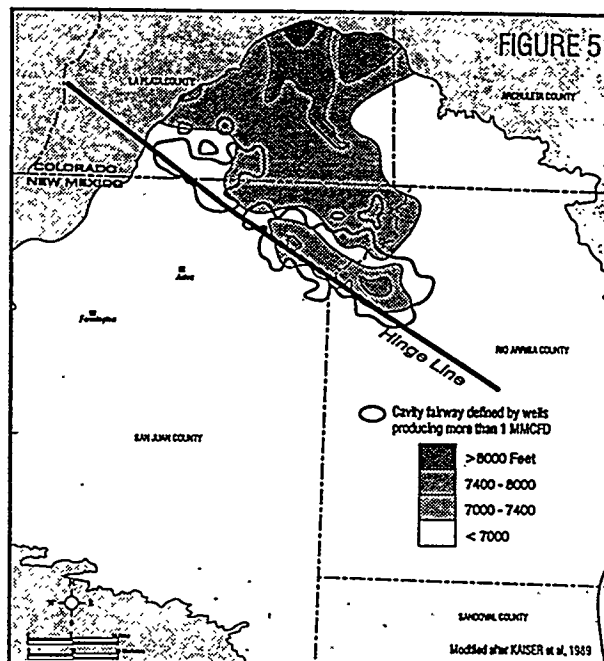 FIGURE 5
LA PLATA COUNTY
ARCHULETA COUNTY
COLORADO
NEW MEXICO
Aztec
Farmington
Hinge Line
RIO ARRIBA COUNTY
Cavity fairway defined by wells
producing more than 1 MMCFD
SAN JUAN COUNTY
>8000 Feet
7400 - 8000
7000 - 7400
< 7000
N
SANDOVAL COUNTY
Modified after KAISER et al, 1989